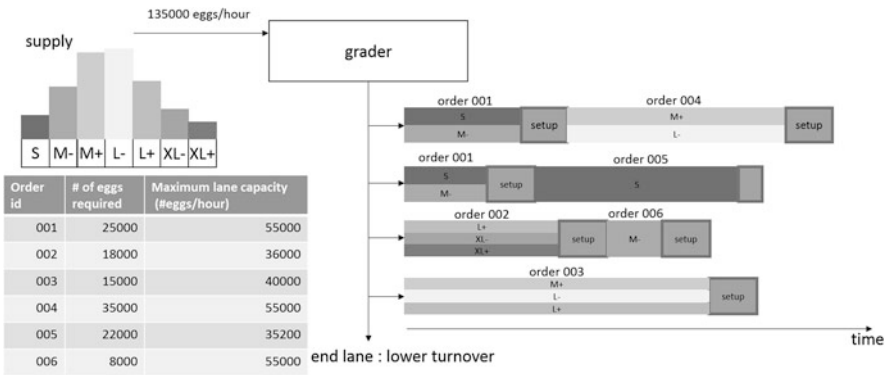 135000 eggs/hour
supply
grader
S M- M+ L- L+ XL- XL+
order 001 order 004
S M+
M- L-
setup setup
order 001 order 005
S
M-
setup S
order 002 order 006
L+
XL-
XL+
setup M- setup
order 003
M+
L-
L+
setup
time
end lane : lower turnover
Order id # of eggs required Maximum lane capacity (#eggs/hour)
001 25000 55000
002 18000 36000
003 15000 40000
004 35000 55000
005 22000 35200
006 8000 55000